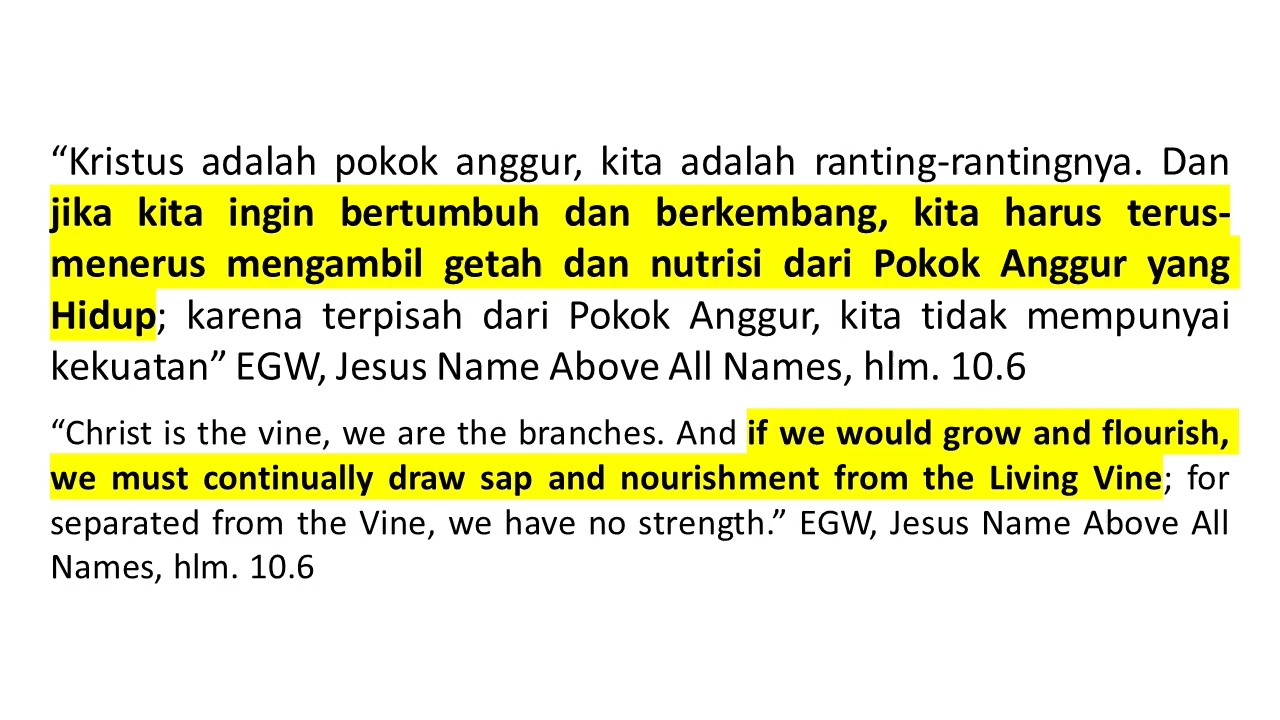 “Kristus adalah pokok anggur, kita adalah ranting-rantingnya. Dan
jika kita ingin bertumbuh dan berkembang, kita harus terus-
menerus mengambil getah dan nutrisi dari Pokok Anggur yang
Hidup; karena terpisah dari Pokok Anggur, kita tidak mempunyai
kekuatan” EGW, Jesus Name Above All Names, hlm. 10.6
“Christ is the vine, we are the branches. And if we would grow and flourish,
we must continually draw sap and nourishment from the Living Vine; for
separated from the Vine, we have no strength.” EGW, Jesus Name Above All
Names, hlm. 10.6